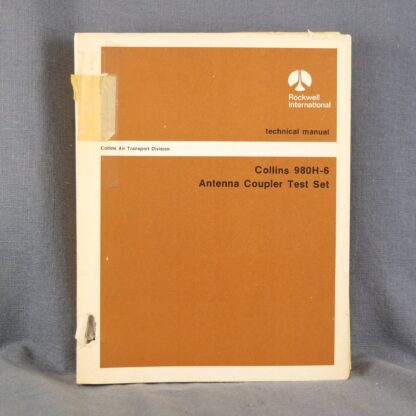 Rockwell
International
technical manual
Collins Air Transport Division
Collins 980H-6
Antenna Coupler Test Set